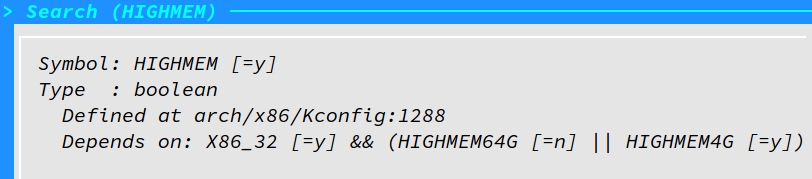 > Search (HIGHMEM)
Symbol: HIGHMEM [=y]
Type  : boolean
  Defined at arch/x86/Kconfig:1288
  Depends on: X86_32 [=y] && (HIGHMEM64G [=n] || HIGHMEM4G [=y])